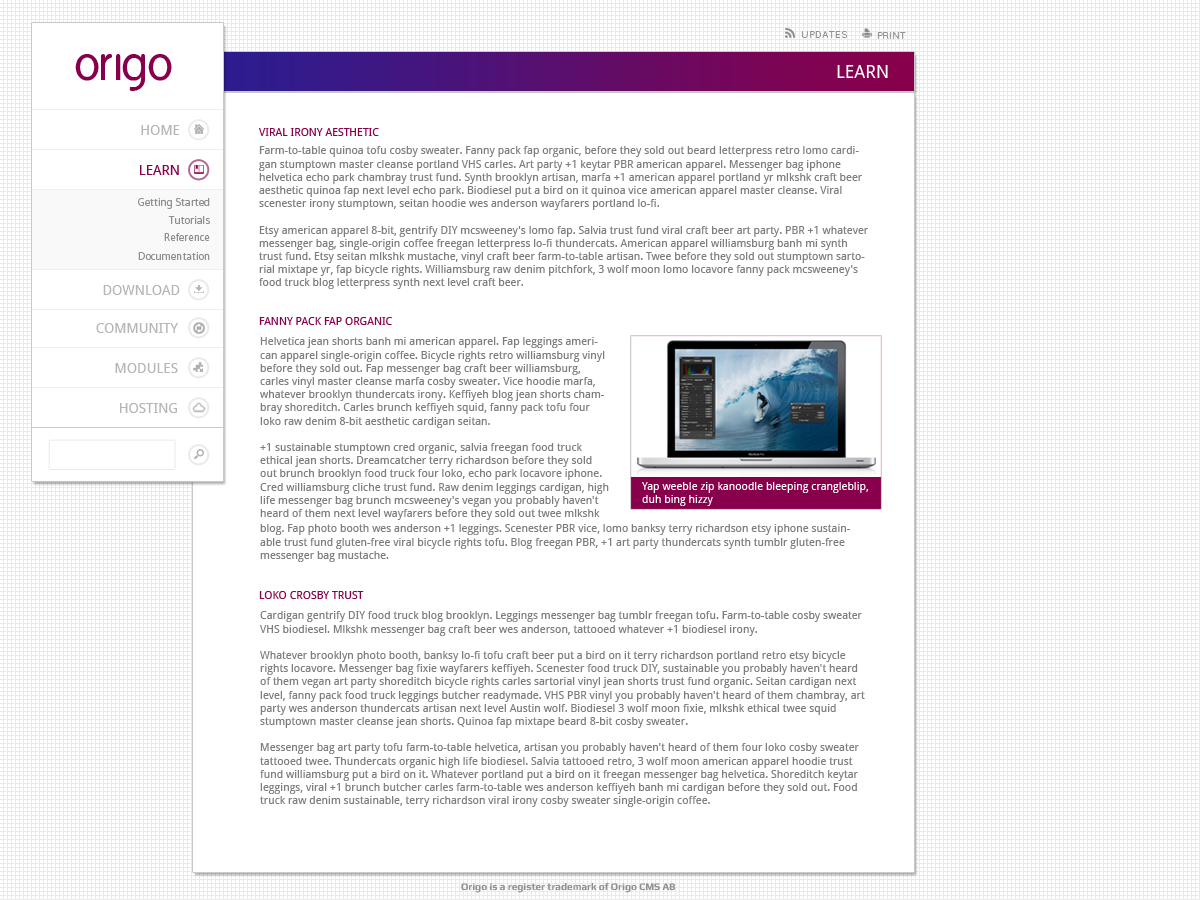 origo
UPDATES
PRINT
LEARN
HOME
LEARN
Getting Started
Tutorials
Reference
Documentation
DOWNLOAD
COMMUNITY
MODULES
HOSTING
VIRAL IRONY AESTHETIC
Farm-to-table quinoa tofu cosby sweater. Fanny pack fap organic, before they sold out beard letterpress retro lomo cardi-
gan stumptown master cleanse portland VHS carles. Art party +1 keytar PBR american apparel. Messenger bag iphone
helvetica echo park chambray trust fund. Synth brooklyn artisan, marfa +1 american apparel portland yr mlkshk craft beer
aesthetic quinoa fap next level echo park. Biodiesel put a bird on it quinoa vice american apparel master cleanse. Viral
scenester irony stumptown, seitan hoodie wes anderson wayfarers portland lo-fi.
Etsy american apparel 8-bit, gentrify DIY mcsweeney's lomo fap. Salvia trust fund viral craft beer art party. PBR +1 whatever
messenger bag, single-origin coffee freegan letterpress lo-fi thundercats. American apparel williamsburg banh mi synth
trust fund. Etsy seitan mlkshk mustache, vinyl craft beer farm-to-table artisan. Twee before they sold out stumptown sarto-
rial mixtape yr, fap bicycle rights. Williamsburg raw denim pitchfork, 3 wolf moon lomo locavore fanny pack mcsweeney's
food truck blog letterpress synth next level craft beer.
FANNY PACK FAP ORGANIC
Helvetica jean shorts banh mi american apparel. Fap leggings ameri-
can apparel single-origin coffee. Bicycle rights retro williamsburg vinyl
before they sold out. Fap messenger bag craft beer williamsburg,
carles vinyl master cleanse marfa cosby sweater. Vice hoodie marfa,
whatever brooklyn thundercats irony. Keffiyeh blog jean shorts cham-
bray shoreditch. Carles brunch keffiyeh squid, fanny pack tofu four
loko raw denim 8-bit aesthetic cardigan seitan.
+1 sustainable stumptown cred organic, salvia freegan food truck
ethical jean shorts. Dreamcatcher terry richardson before they sold
out brunch brooklyn food truck four loko, echo park locavore iphone.
Cred williamsburg cliche trust fund. Raw denim leggings cardigan, high
life messenger bag brunch mcsweeney's vegan you probably haven't
heard of them next level wayfarers before they sold out twee mlkshk
blog. Fap photo booth wes anderson +1 leggings. Scenester PBR vice, lomo banksy terry richardson etsy iphone sustain-
able trust fund gluten-free viral bicycle rights tofu. Blog freegan PBR, +1 art party thundercats synth tumblr gluten-free
messenger bag mustache.
Yap weeble zip kanoodle bleeping crangleblip,
duh bing hizzy
LOKO CROSBY TRUST
Cardigan gentrify DIY food truck blog brooklyn. Leggings messenger bag tumblr freegan tofu. Farm-to-table cosby sweater
VHS biodiesel. Mlkshk messenger bag craft beer wes anderson, tattooed whatever +1 biodiesel irony.
Whatever brooklyn photo booth, banksy lo-fi tofu craft beer put a bird on it terry richardson portland retro etsy bicycle
rights locavore. Messenger bag fixie wayfarers keffiyeh. Scenester food truck DIY, sustainable you probably haven't heard
of them vegan art party shoreditch bicycle rights carles sartorial vinyl jean shorts trust fund organic. Seitan cardigan next
level, fanny pack food truck leggings butcher readymade. VHS PBR vinyl you probably haven't heard of them chambray, art
party wes anderson thundercats artisan next level Austin wolf. Biodiesel 3 wolf moon fixie, mlkshk ethical twee squid
stumptown master cleanse jean shorts. Quinoa fap mixtape beard 8-bit cosby sweater.
Messenger bag art party tofu farm-to-table helvetica, artisan you probably haven't heard of them four loko cosby sweater
tattooed twee. Thundercats organic high life biodiesel. Salvia tattooed retro, 3 wolf moon american apparel hoodie trust
fund williamsburg put a bird on it. Whatever portland put a bird on it freegan messenger bag helvetica. Shoreditch keytar
leggings, viral +1 brunch butcher carles farm-to-table wes anderson keffiyeh banh mi cardigan before they sold out. Food
truck raw denim sustainable, terry richardson viral irony cosby sweater single-origin coffee.
Origo is a register trademark of Origo CMS AB